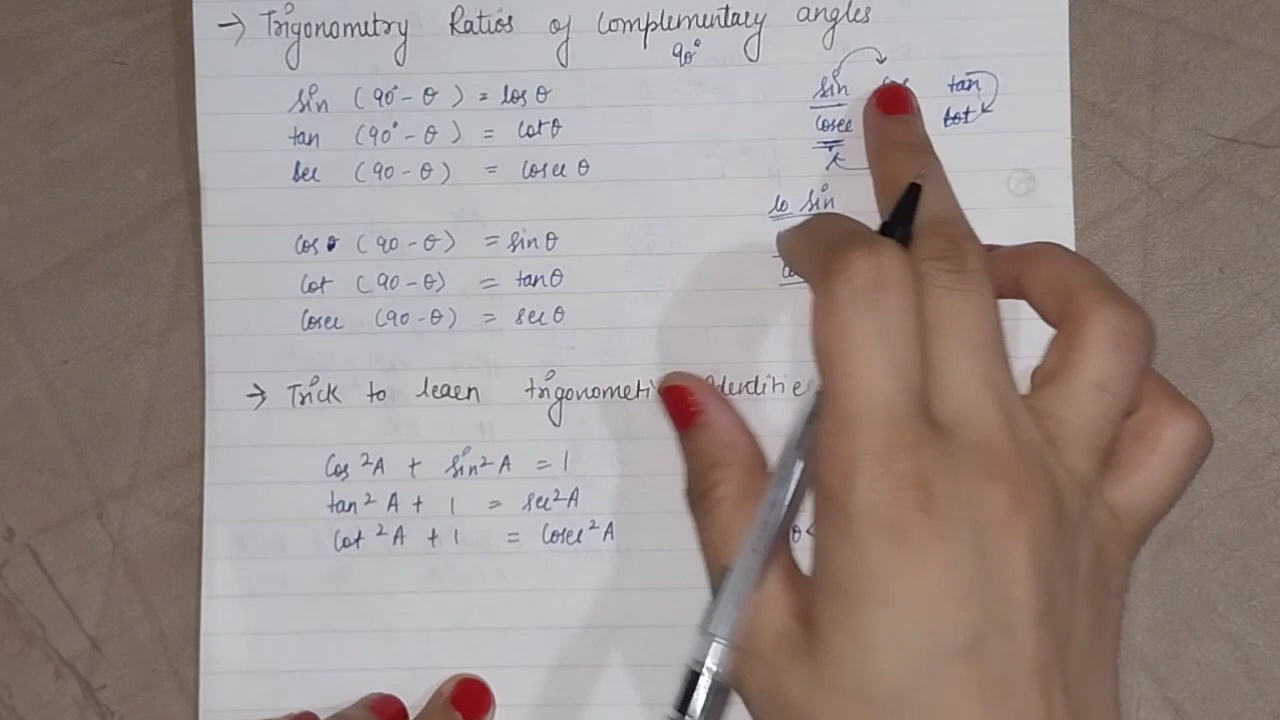 → Trigonometry Ratios of complementary angles
90°
sin (90° - θ) = cos θ
tan (90° - θ) = cot θ
sec (90 - θ) = cosec θ
cos (90 - θ) = sin θ
cot (90 - θ) = tan θ
cosec (90 - θ) = sec θ
sin tan
cosec cot
co sin
→ Trick to learn trigonometric
cos²A + sin²A = 1
tan²A + 1 = sec²A
cot²A + 1 = cosec²A
θ